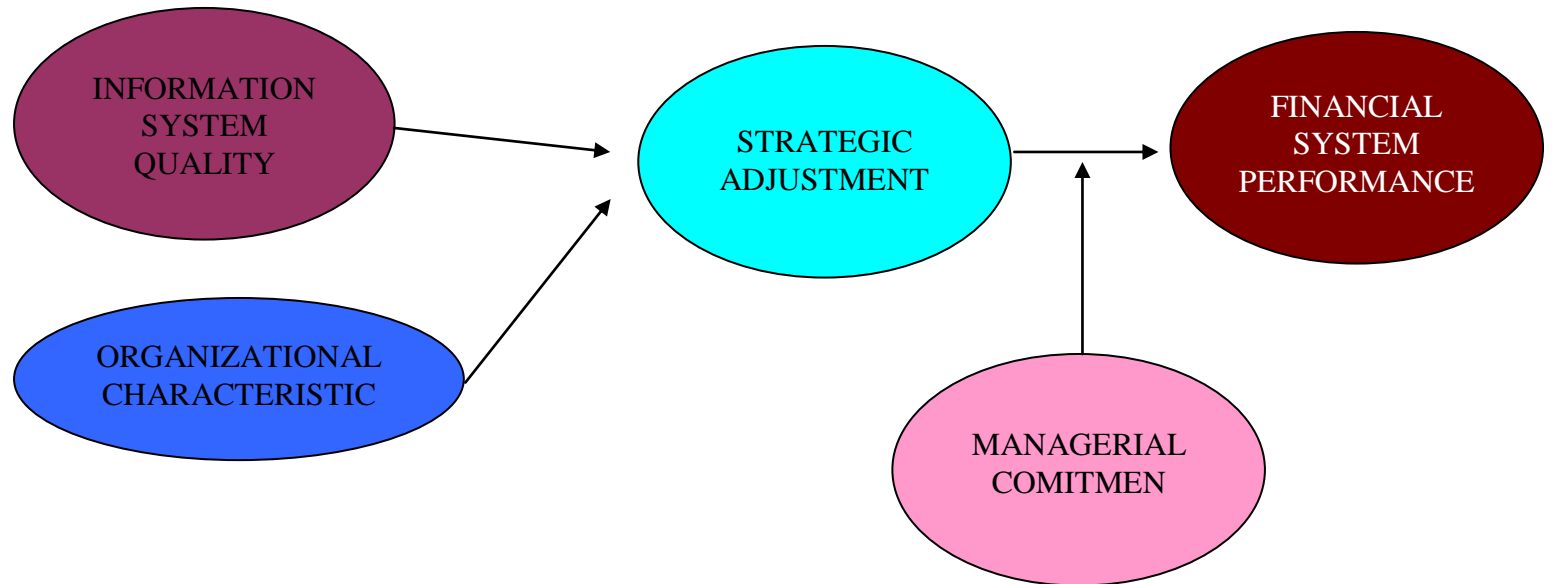 INFORMATION
SYSTEM
QUALITY
ORGANIZATIONAL
CHARACTERISTIC
STRATEGIC
ADJUSTMENT
FINANCIAL
SYSTEM
PERFORMANCE
MANAGERIAL
COMITMEN